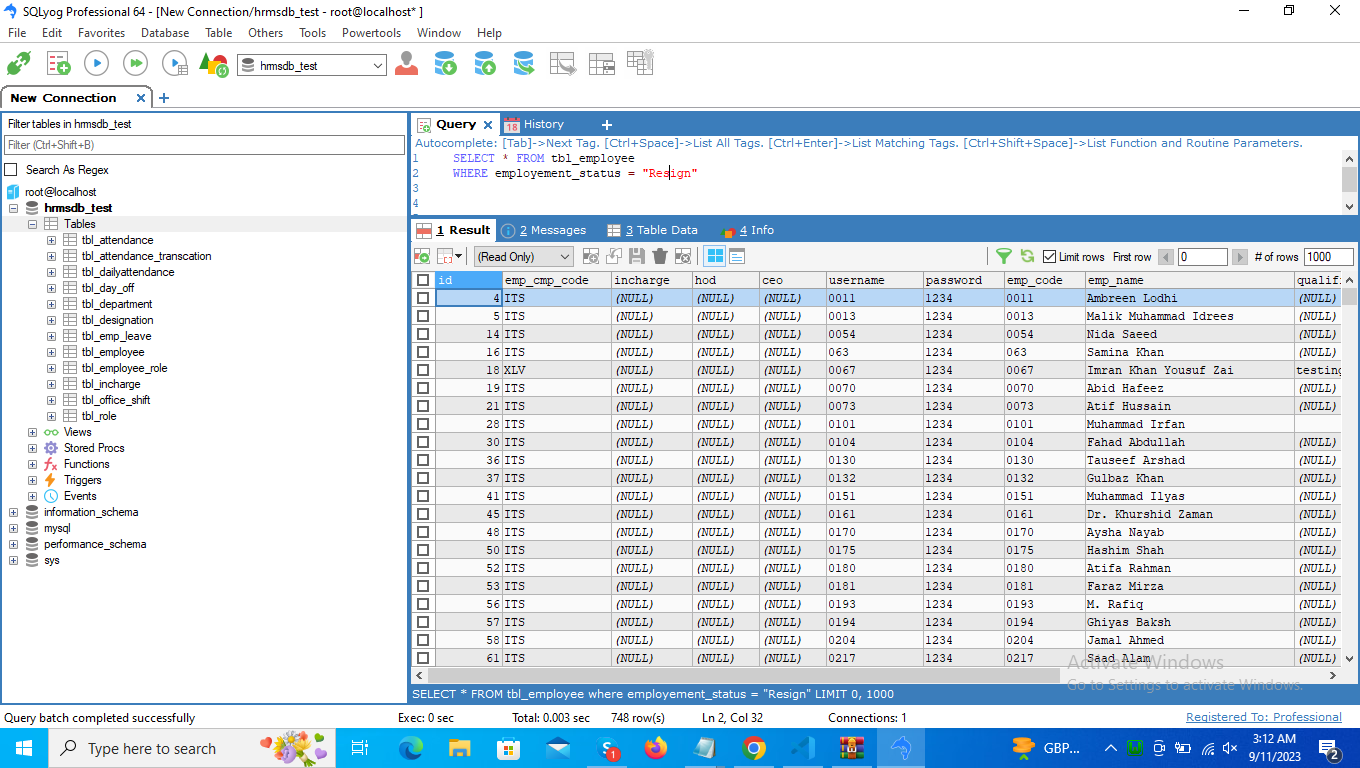 SQLyog Professional 64 - [New Connection/hrmsdb_test - root@localhost* ]
File Edit Favorites Database Table Others Tools Powertools Window Help
hrmsdb_test
New Connection
Filter tables in hrmsdb_test
Filter (Ctrl+Shift+B)
Search As Regex
root@localhost
hrmsdb_test
Tables
tbl_attendance
tbl_attendance_transcation
tbl_dailyattendance
tbl_day_off
tbl_department
tbl_designation
tbl_emp_leave
tbl_employee
tbl_employee_role
tbl_incharge
tbl_office_shift
tbl_role
Views
Stored Procs
Functions
Triggers
Events
information_schema
mysql
performance_schema
sys
Query 18 History
Autocomplete: [Tab]->Next Tag. [Ctrl+Space]->List All Tags. [Ctrl+Enter]->List Matching Tags. [Ctrl+Shift+Space]->List Function and Routine Parameters.
1 SELECT * FROM tbl_employee
2 WHERE employement_status = "Resign"
3
4
1 Result 2 Messages 3 Table Data 4 Info
(Read Only) Limit rows First row 0 # of rows 1000
id emp_cmp_code incharge hod ceo username password emp_code emp_name qualifi
4 ITS (NULL) (NULL) (NULL) 0011 1234 0011 Ambreen Lodhi (NULL)
5 ITS (NULL) (NULL) (NULL) 0013 1234 0013 Malik Muhammad Idrees (NULL)
14 ITS (NULL) (NULL) (NULL) 0054 1234 0054 Nida Saeed (NULL)
16 ITS (NULL) (NULL) (NULL) 063 1234 063 Samina Khan (NULL)
18 XLV (NULL) (NULL) (NULL) 0067 1234 0067 Imran Khan Yousuf Zai testing
19 ITS (NULL) (NULL) (NULL) 0070 1234 0070 Abid Hafeez (NULL)
21 ITS (NULL) (NULL) (NULL) 0073 1234 0073 Atif Hussain (NULL)
28 ITS (NULL) (NULL) (NULL) 0101 1234 0101 Muhammad Irfan
30 ITS (NULL) (NULL) (NULL) 0104 1234 0104 Fahad Abdullah (NULL)
36 ITS (NULL) (NULL) (NULL) 0130 1234 0130 Tauseef Arshad (NULL)
37 ITS (NULL) (NULL) (NULL) 0132 1234 0132 Gulbaz Khan (NULL)
41 ITS (NULL) (NULL) (NULL) 0151 1234 0151 Muhammad Ilyas (NULL)
45 ITS (NULL) (NULL) (NULL) 0161 1234 0161 Dr. Khurshid Zaman (NULL)
48 ITS (NULL) (NULL) (NULL) 0170 1234 0170 Aysha Nayab (NULL)
50 ITS (NULL) (NULL) (NULL) 0175 1234 0175 Hashim Shah (NULL)
52 ITS (NULL) (NULL) (NULL) 0180 1234 0180 Atifa Rahman (NULL)
53 ITS (NULL) (NULL) (NULL) 0181 1234 0181 Faraz Mirza (NULL)
56 ITS (NULL) (NULL) (NULL) 0193 1234 0193 M. Rafiq (NULL)
57 ITS (NULL) (NULL) (NULL) 0194 1234 0194 Ghiyas Baksh (NULL)
58 ITS (NULL) (NULL) (NULL) 0204 1234 0204 Jamal Ahmed (NULL)
61 ITS (NULL) (NULL) (NULL) 0217 1234 0217 Saad Alam (NULL)
Activate Windows
Go to Settings to activate Windows.
SELECT * FROM tbl_employee where employement_status = "Resign" LIMIT 0, 1000
Query batch completed successfully Exec: 0 sec Total: 0.003 sec 748 row(s) Ln 2, Col 32 Connections: 1 Registered To: Professional
Type here to search 1 GBP... 3:12 AM
9/11/2023 2